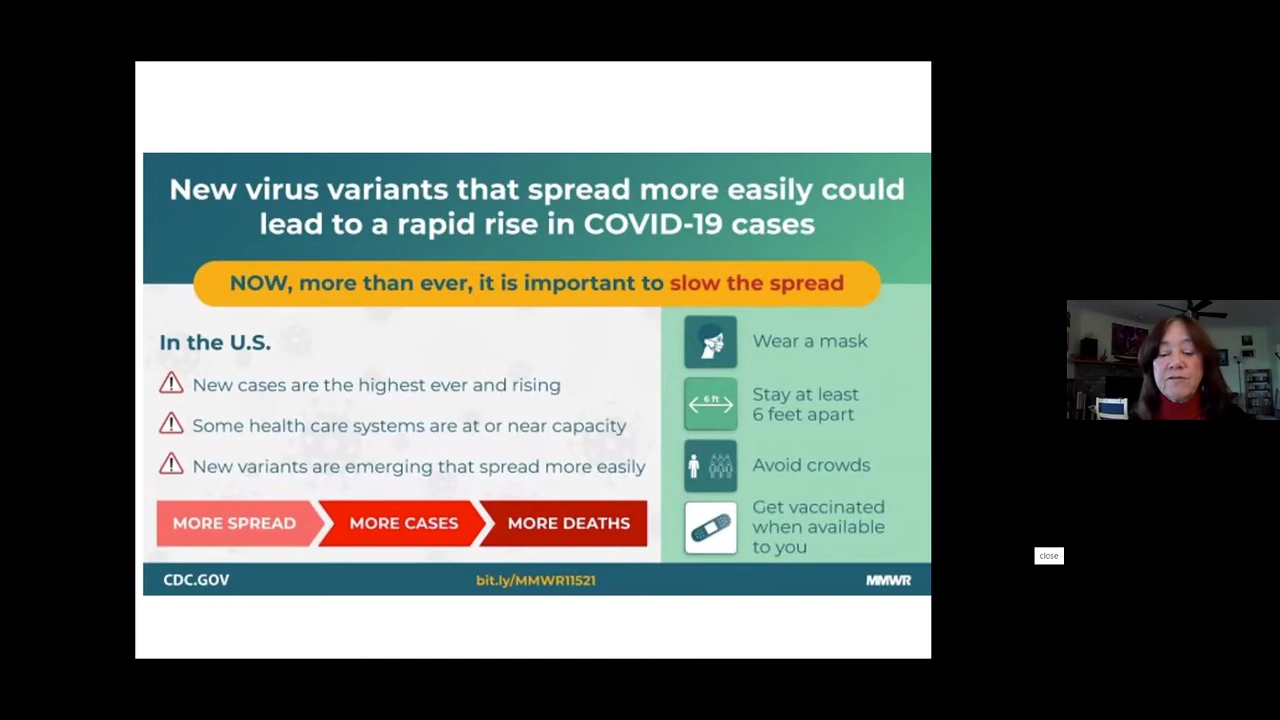 New virus variants that spread more easily could
lead to a rapid rise in COVID-19 cases
NOW, more than ever, it is important to slow the spread
In the U.S.
New cases are the highest ever and rising
Some health care systems are at or near capacity
New variants are emerging that spread more easily
MORE SPREAD MORE CASES MORE DEATHS
Wear a mask
6 ft
Stay at least
6 feet apart
Avoid crowds
Get vaccinated
when available
to you
CDC.GOV bit.ly/MMWR11521 MMWR
close